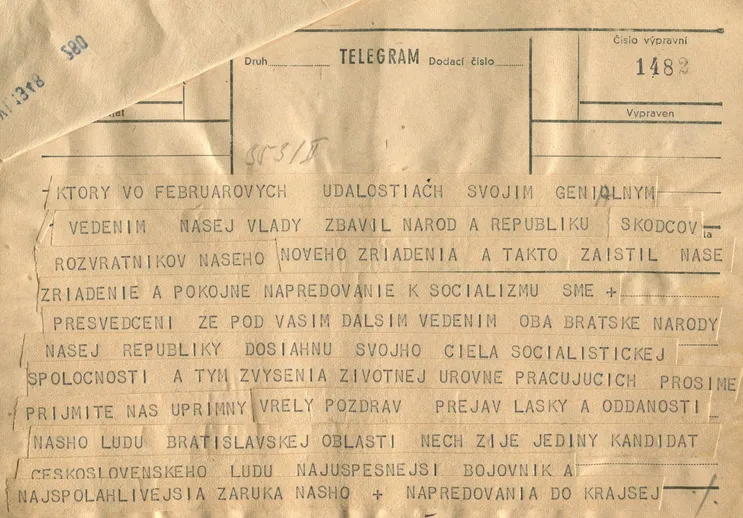 580
Číslo výpravní
Druh TELEGRAM Dodací číslo
1482
Vypraven
353/II
KTORY VO FEBRUAROVYCH UDALOSTIACH SVOJIM GENIALNYM
VEDENIM NASEJ VLADY ZBAVIL NAROD A REPUBLIKU SKODCOV
ROZVRATNIKOV NASEHO NOVEHO ZRIADENIA A TAKTO ZAISTIL NASE
ZRIADENIE A POKOJNE NAPREDOVANIE K SOCIALIZMU SME +
PRESVEDCENI ZE POD VASIM DALSIM VEDENIM OBA BRATSKE NARODY
NASEJ REPUBLIKY DOSIAHNU SVOJHO CIELA SOCIALISTICKEJ
SPOLOCNOSTI A TYM ZVYSENIA ZIVOTNEJ UROVNE PRACUJUCICH PROSIME
PRIJMITE NAS UPRIMNY VRELY POZDRAV PREJAV LASKY A ODDANOSTI
NASHO LUDU BRATISLAVSKEJ OBLASTI NECH ZIJE JEDINY KANDIDAT
CESKOSLOVENSKEHO LUDU NAJUSPESNEJSI BOJOVNIK A
NAJSPOLAHLIVEJSIA ZARUKA NASHO + NAPREDOVANIA DO KRAJSEJ